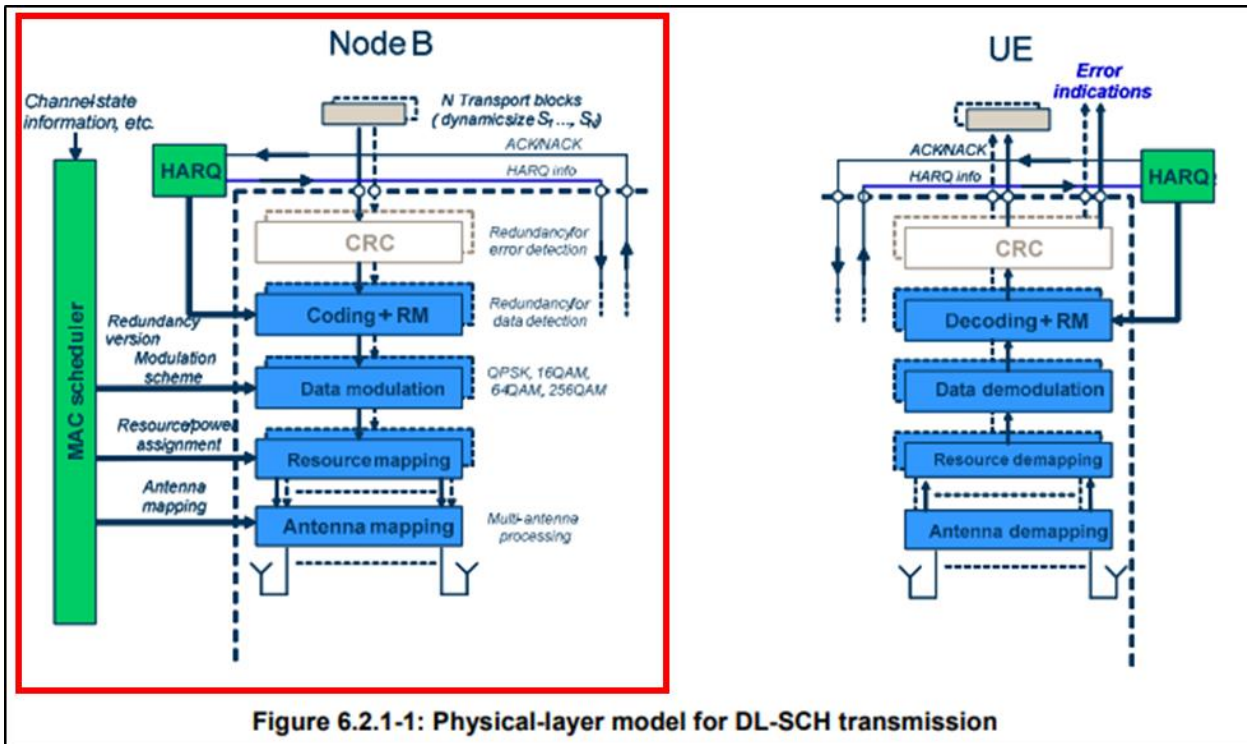 Node B
Channel-state
information, etc.
N Transport blocks
( dynamic size S1 ..., SN)
ACK/NACK
HARQ info
HARQ
CRC
Redundancy for
error detection
Coding + RM
Redundancy for
data detection
Redundancy
version
Modulation
scheme
Data modulation
QPSK, 16QAM,
64QAM, 256QAM
MAC scheduler
Resource/power
assignment
Resource mapping
Antenna
mapping
Antenna mapping
Multi-antenna
processing
UE
Error
indications
ACK/NACK
HARQ info
HARQ
CRC
Decoding + RM
Data demodulation
Resource demapping
Antenna demapping
Figure 6.2.1-1: Physical-layer model for DL-SCH transmission